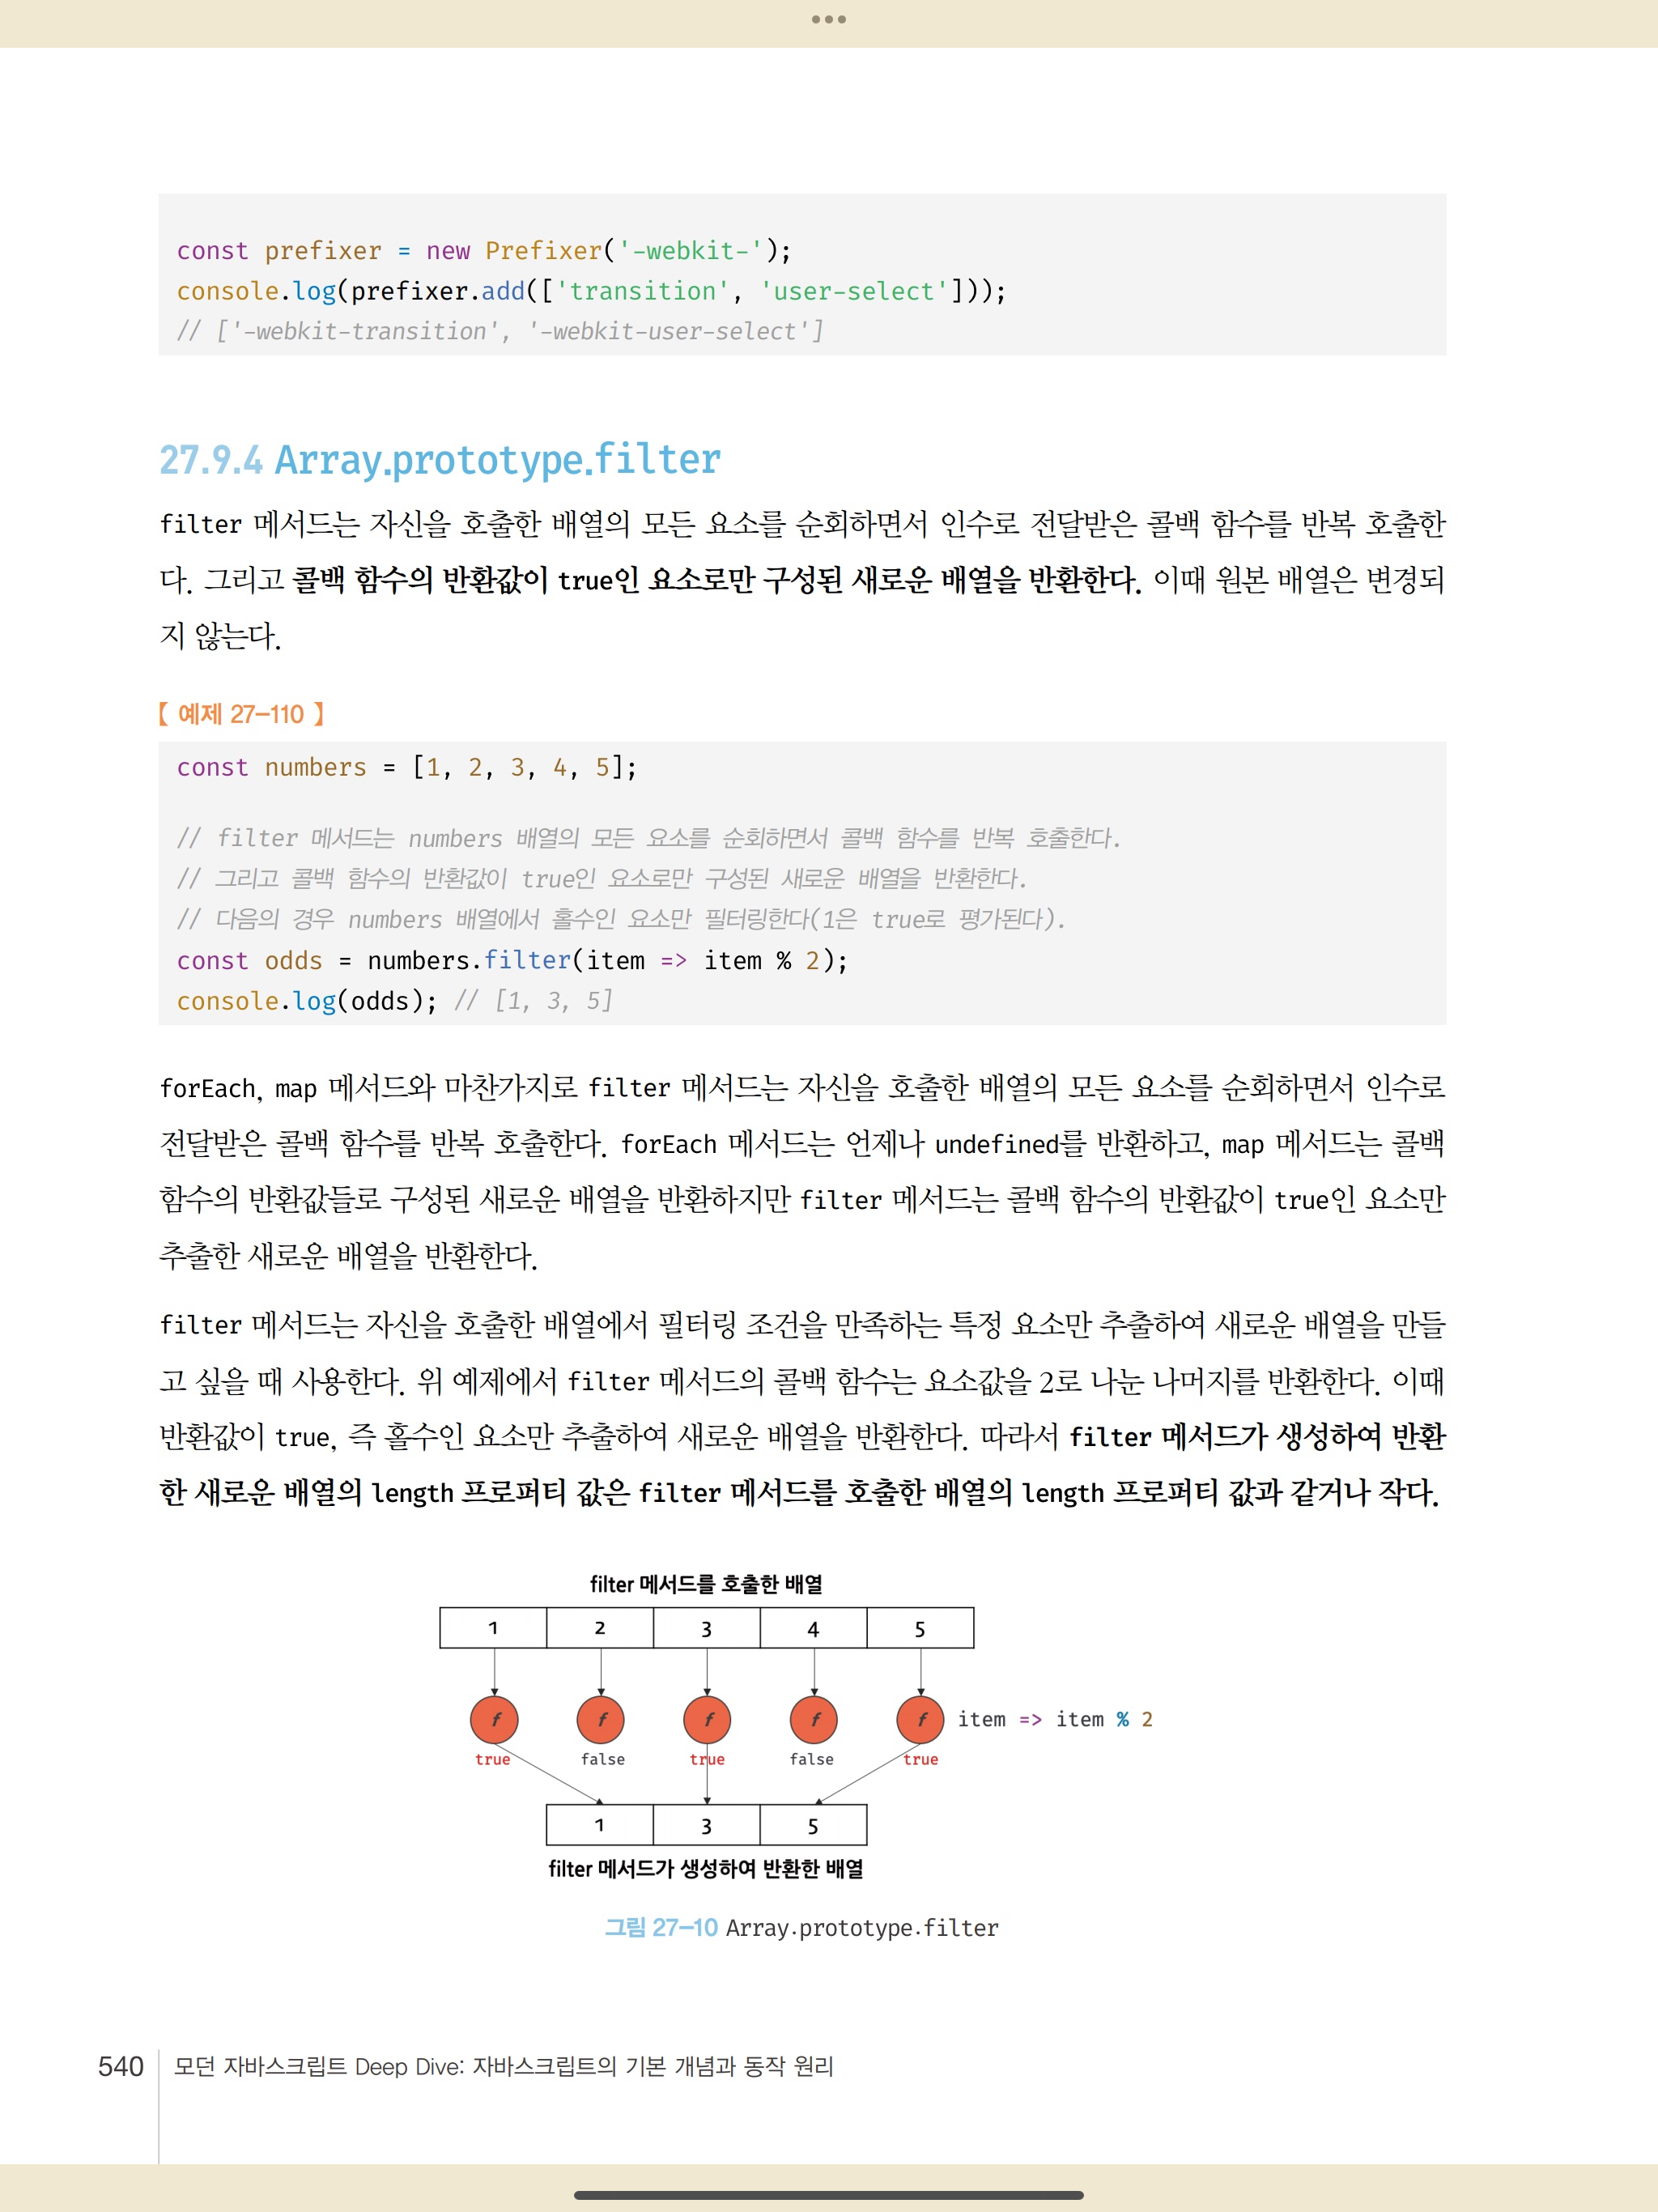 const prefixer = new Prefixer('-webkit-');
console.log(prefixer.add(['transition', 'user-select']));
// ['-webkit-transition', '-webkit-user-select']
27.9.4 Array.prototype.filter
filter 메서드는 자신을 호출한 배열의 모든 요소를 순회하면서 인수로 전달받은 콜백 함수를 반복 호출한
다. 그리고 콜백 함수의 반환값이 true인 요소로만 구성된 새로운 배열을 반환한다. 이때 원본 배열은 변경되
지 않는다.
【 예제 27-110 】
const numbers = [1, 2, 3, 4, 5];
// filter 메서드는 numbers 배열의 모든 요소를 순회하면서 콜백 함수를 반복 호출한다.
// 그리고 콜백 함수의 반환값이 true인 요소로만 구성된 새로운 배열을 반환한다.
// 다음의 경우 numbers 배열에서 홀수인 요소만 필터링한다(1은 true로 평가된다).
const odds = numbers.filter(item => item % 2);
console.log(odds); // [1, 3, 5]
forEach, map 메서드와 마찬가지로 filter 메서드는 자신을 호출한 배열의 모든 요소를 순회하면서 인수로
전달받은 콜백 함수를 반복 호출한다. forEach 메서드는 언제나 undefined를 반환하고, map 메서드는 콜백
함수의 반환값들로 구성된 새로운 배열을 반환하지만 filter 메서드는 콜백 함수의 반환값이 true인 요소만
추출한 새로운 배열을 반환한다.
filter 메서드는 자신을 호출한 배열에서 필터링 조건을 만족하는 특정 요소만 추출하여 새로운 배열을 만들
고 싶을 때 사용한다. 위 예제에서 filter 메서드의 콜백 함수는 요소값을 2로 나눈 나머지를 반환한다. 이때
반환값이 true, 즉 홀수인 요소만 추출하여 새로운 배열을 반환한다. 따라서 filter 메서드가 생성하여 반환
한 새로운 배열의 length 프로퍼티 값은 filter 메서드를 호출한 배열의 length 프로퍼티 값과 같거나 작다.
filter 메서드를 호출한 배열
1 2 3 4 5
f f f f f item => item % 2
true false true false true
1 3 5
filter 메서드가 생성하여 반환한 배열
그림 27-10 Array.prototype.filter
540 모던 자바스크립트 Deep Dive: 자바스크립트의 기본 개념과 동작 원리